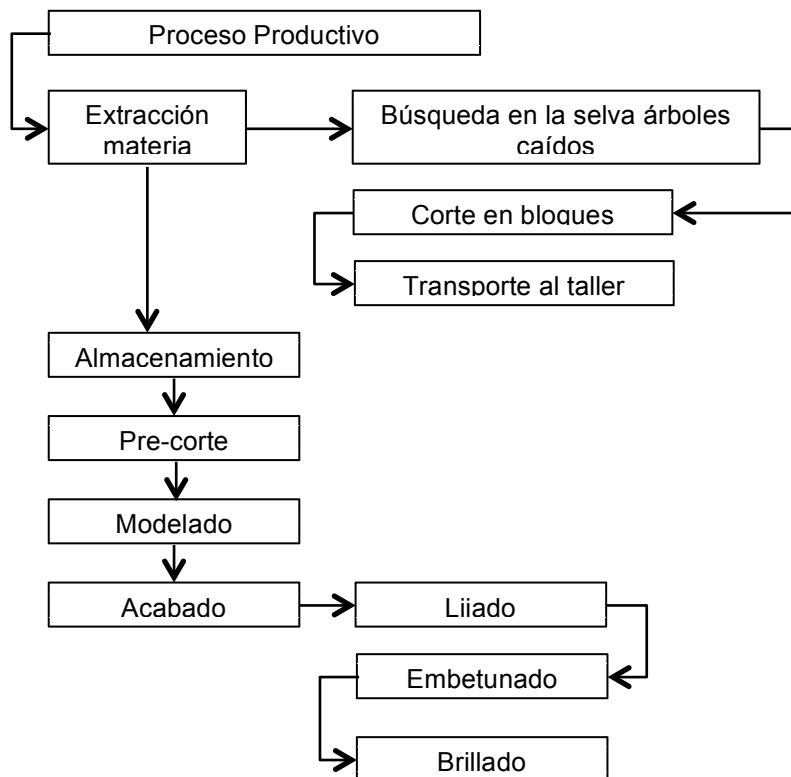 Proceso Productivo
Extracción
materia
Búsqueda en la selva árboles
caídos
Corte en bloques
Transporte al taller
Almacenamiento
Pre-corte
Modelado
Acabado
Liiado
Embetunado
Brillado